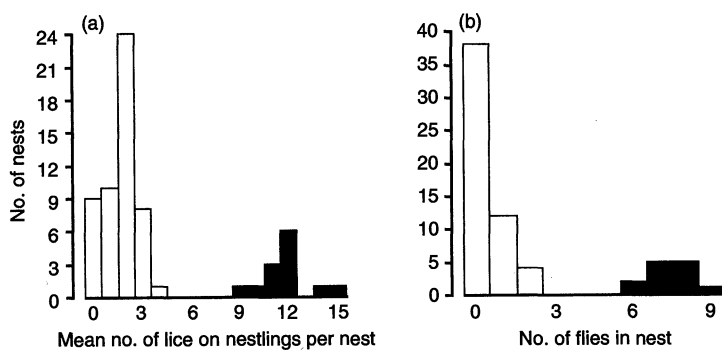 (a)
24
21
18
15
12
9
6
3
0
No. of nests
0 3 6 9 12 15
Mean no. of lice on nestlings per nest
(b)
40
35
30
25
20
15
10
5
0
0 3 6 9
No. of flies in nest